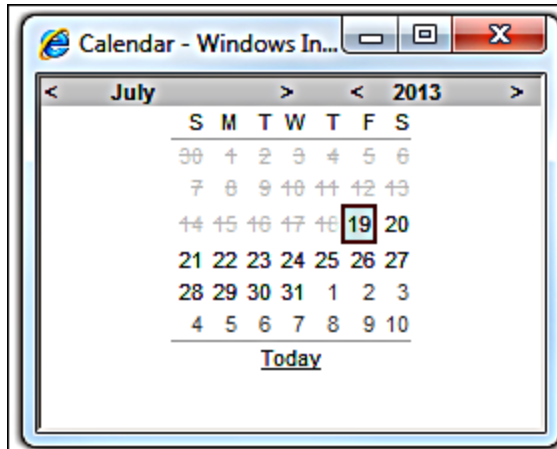 Calendar - Windows In...
< July > < 2013 >
S M T W T F S
30 1 2 3 4 5 6
7 8 9 10 11 12 13
14 15 16 17 18 19 20
21 22 23 24 25 26 27
28 29 30 31 1 2 3
4 5 6 7 8 9 10
Today